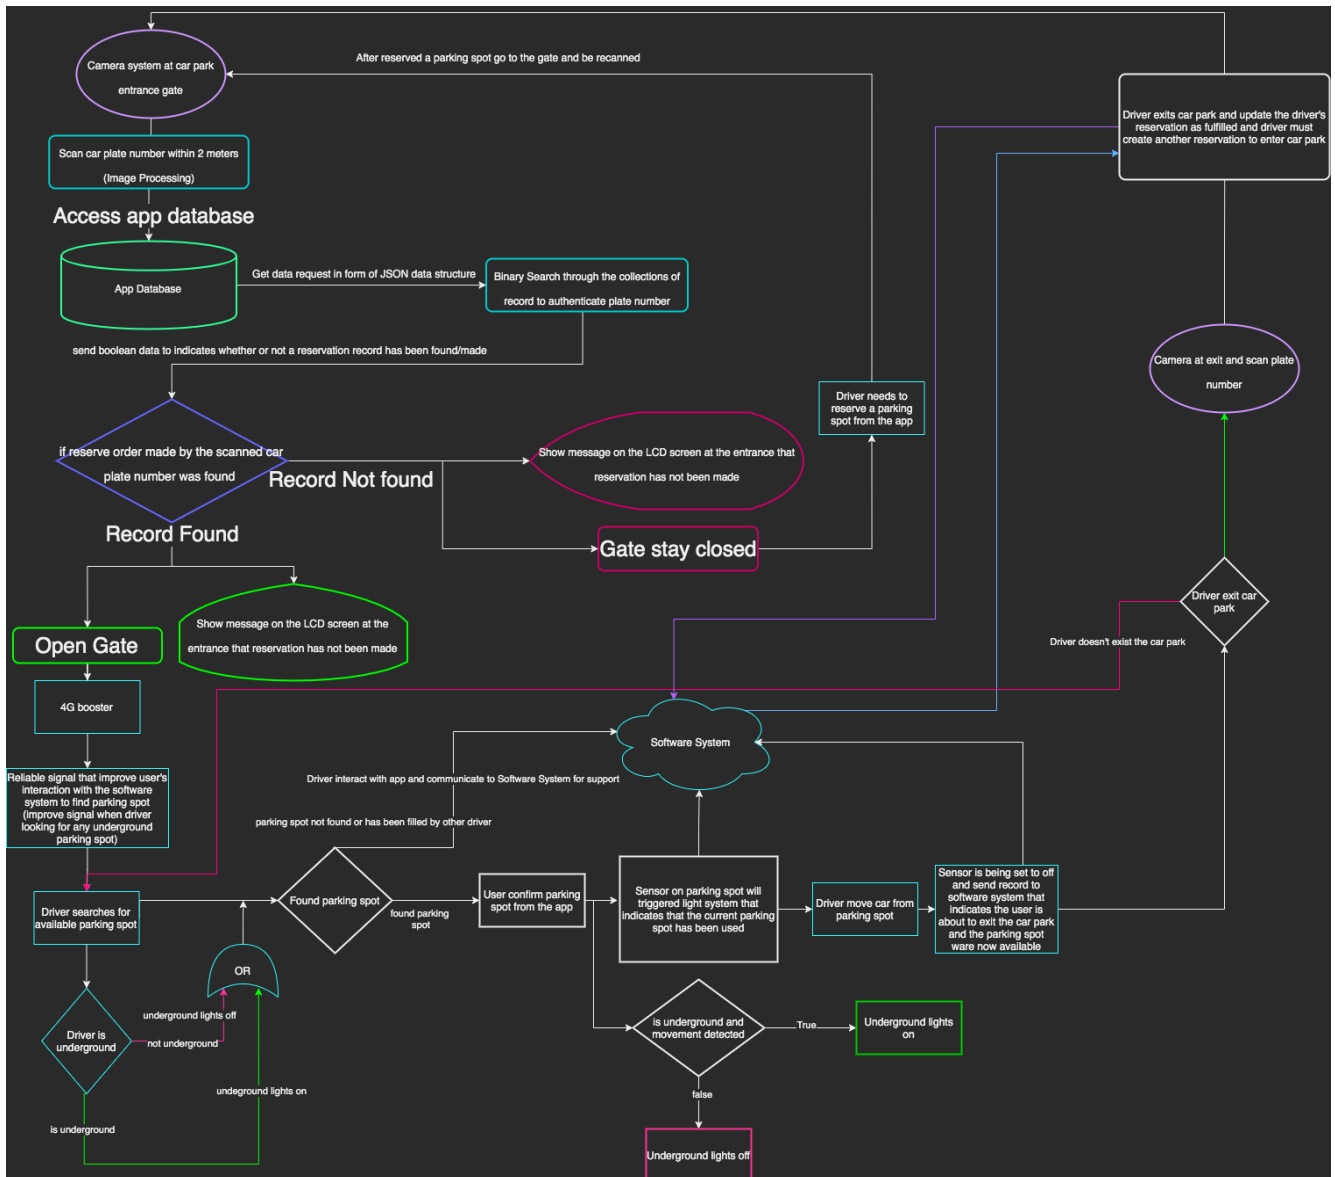 Camera system at car park
entrance gate
After reserved a parking spot go to the gate and be recanned
Driver exits car park and update the driver's
reservation as fulfilled and driver must
create another reservation to enter car park
Scan car plate number within 2 meters
(Image Processing)
Access app database
App Database
Get data request in form of JSON data structure
Binary Search through the collections of
record to authenticate plate number
send boolean data to indicates whether or not a reservation record has been found/made
Camera at exit and scan plate
number
Driver needs to
reserve a parking
spot from the app
if reserve order made by the scanned car
plate number was found
Record Not found
Show message on the LCD screen at the entrance that
reservation has not been made
Gate stay closed
Record Found
Driver exit car
park
Driver doesn't exist the car park
Show message on the LCD screen at the
entrance that reservation has not been made
Open Gate
4G booster
Software System
Reliable signal that improve user's
interaction with the software
system to find parking spot
(improve signal when driver
looking for any underground
parking spot)
Driver interact with app and communicate to Software System for support
parking spot not found or has been filled by other driver
Driver searches for
available parking spot
Found parking spot
found parking
spot
User confirm parking
spot from the app
Sensor on parking spot will
triggered light system that
indicates that the current parking
spot has been used
Driver move car from
parking spot
Sensor is being set to off
and send record to
software system that
indicates the user is
about to exit the car park
and the parking spot
ware now available
OR
underground lights off
not underground
Driver is
underground
undeground lights on
is underground
is underground and
movement detected
True
Underground lights
on
false
Underground lights off